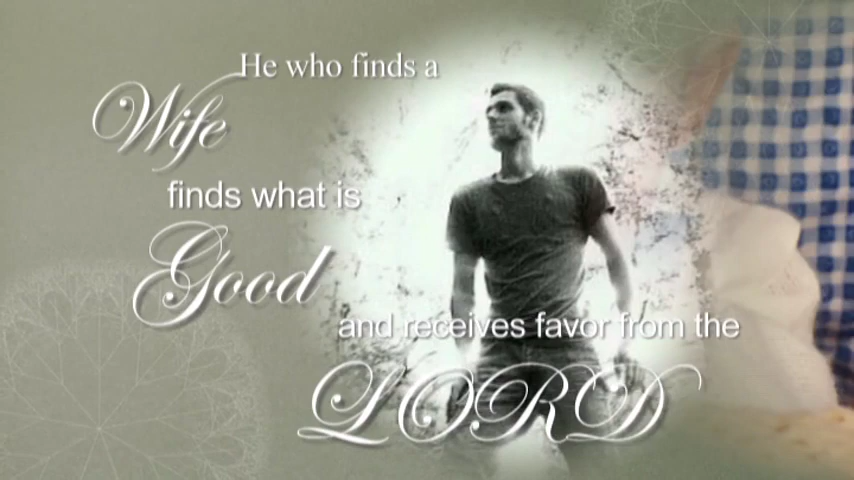 He who finds a
Wife
finds what is
Good
and receives favor from the
LORD